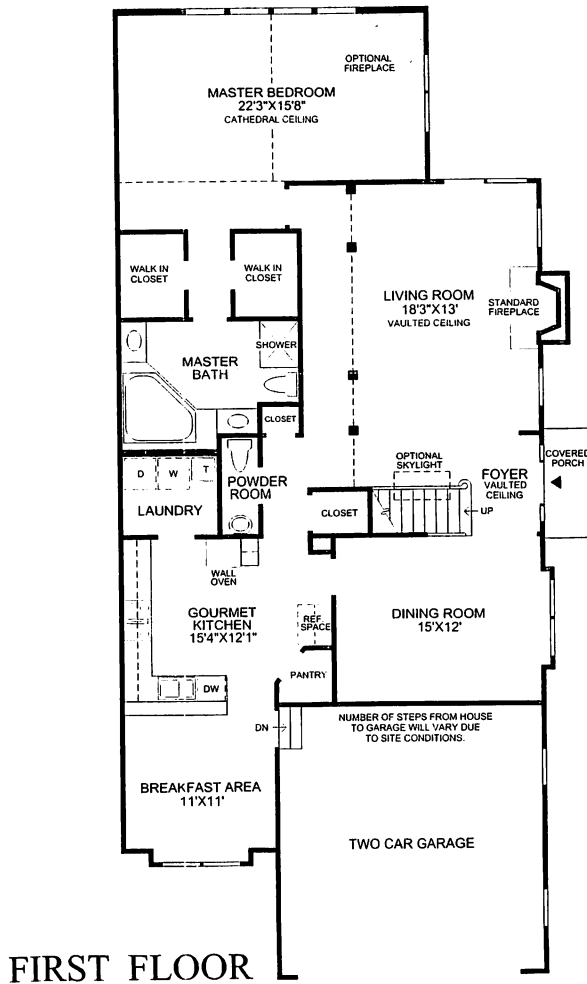 OPTIONAL
FIREPLACE
MASTER BEDROOM
22'3"X15'8"
CATHEDRAL CEILING
WALK IN
CLOSET
WALK IN
CLOSET
LIVING ROOM
18'3"X13'
VAULTED CEILING
STANDARD
FIREPLACE
SHOWER
MASTER
BATH
CLOSET
COVERED
PORCH
OPTIONAL
SKYLIGHT
FOYER
VAULTED
CEILING
D
W
T
POWDER
ROOM
LAUNDRY
CLOSET
UP
WALL
OVEN
GOURMET
KITCHEN
15'4"X12'1"
REF
SPACE
DINING ROOM
15'X12'
PANTRY
DW
DN
NUMBER OF STEPS FROM HOUSE
TO GARAGE WILL VARY DUE
TO SITE CONDITIONS.
BREAKFAST AREA
11'X11'
TWO CAR GARAGE
FIRST FLOOR